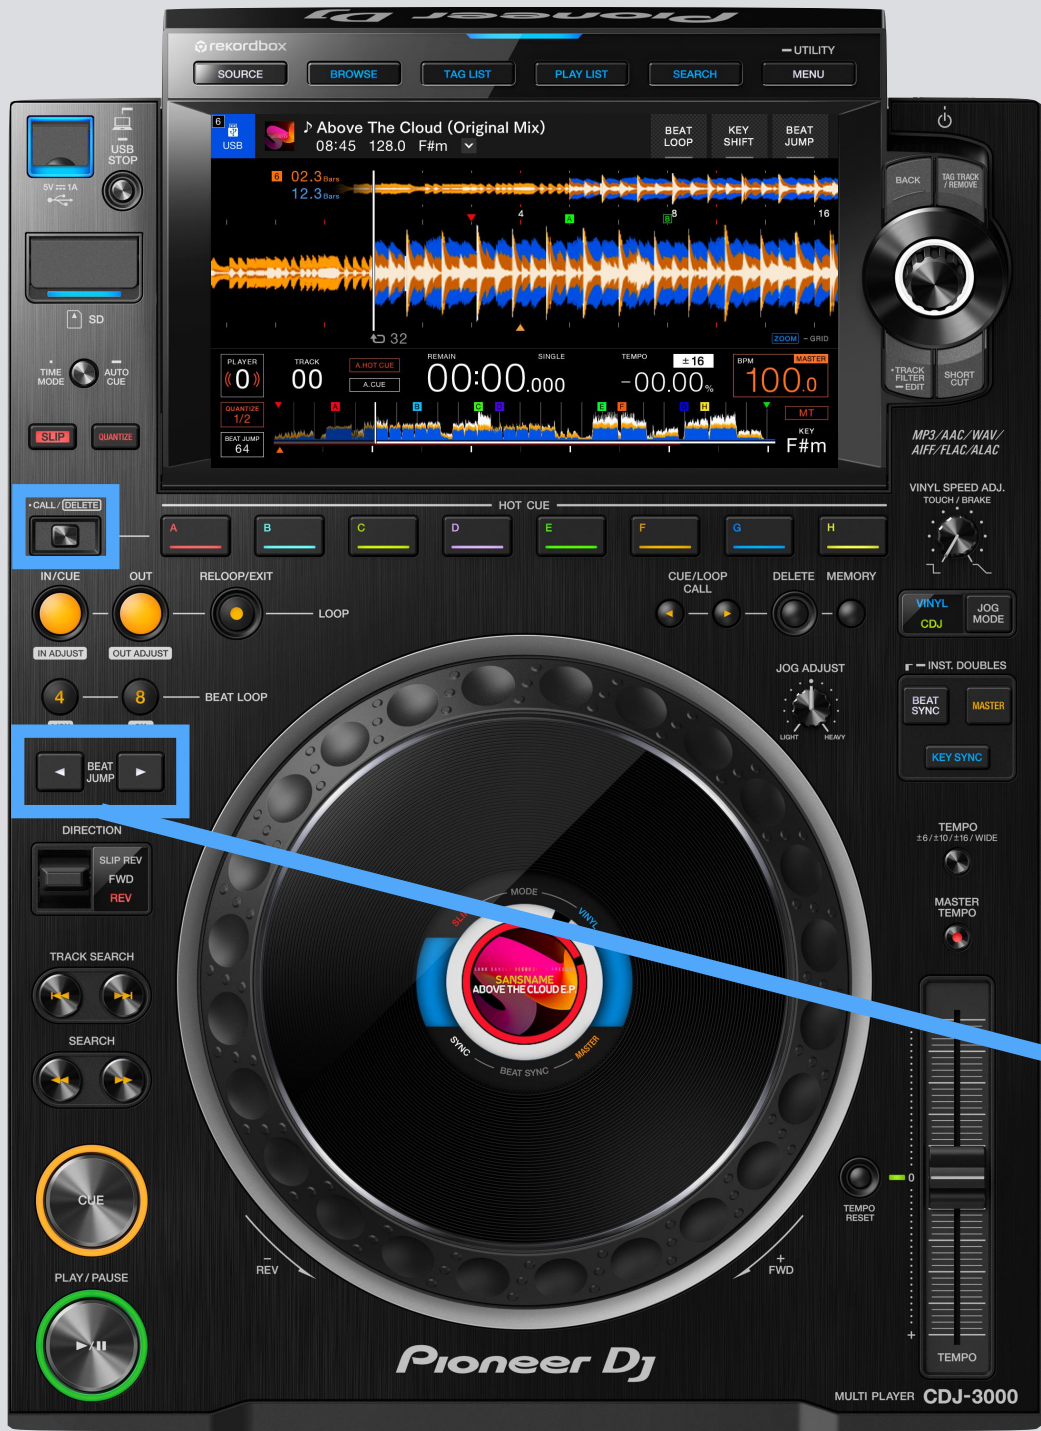 Pioneer Dj
rekordbox
UTILITY
SOURCE
BROWSE
TAG LIST
PLAY LIST
SEARCH
MENU
USB
STOP
5V 1A
SD
TIME
MODE
AUTO
CUE
SLIP
QUANTIZE
6
USB
Above The Cloud (Original Mix)
08:45 128.0 F#m
BEAT
LOOP
KEY
SHIFT
BEAT
JUMP
6 02.3Bars
12.3Bars
4
A
B
8
16
32
ZOOM - GRID
PLAYER
0
TRACK
00
A.HOT CUE
A.CUE
REMAIN
SINGLE
00:00.000
TEMPO
±16
-00.00%
BPM
MASTER
100.0
QUANTIZE
1/2
BEAT JUMP
64
A B C D E F G H
MT
KEY
F#m
BACK
TAG TRACK
/ REMOVE
•TRACK
FILTER
EDIT
SHORT
CUT
MP3/AAC/WAV/
AIFF/FLAC/ALAC
•CALL/DELETE
HOT CUE
A
B
C
D
E
F
G
H
VINYL SPEED ADJ.
TOUCH / BRAKE
IN/CUE
OUT
RELOOP/EXIT
LOOP
IN ADJUST
OUT ADJUST
CUE/LOOP
CALL
DELETE
MEMORY
VINYL
CDJ
JOG
MODE
4
8
BEAT LOOP
JOG ADJUST
LIGHT
HEAVY
INST. DOUBLES
BEAT
SYNC
MASTER
KEY SYNC
BEAT
JUMP
DIRECTION
SLIP REV
FWD
REV
TEMPO
±6/±10/±16/WIDE
MASTER
TEMPO
MODE
VINYL
SANSNAME
ABOVE THE CLOUD E.P
SYNC
MASTER
BEAT SYNC
TRACK SEARCH
SEARCH
CUE
PLAY/PAUSE
−
REV
+
FWD
TEMPO
RESET
0
+
TEMPO
Pioneer Dj
MULTI PLAYER CDJ-3000